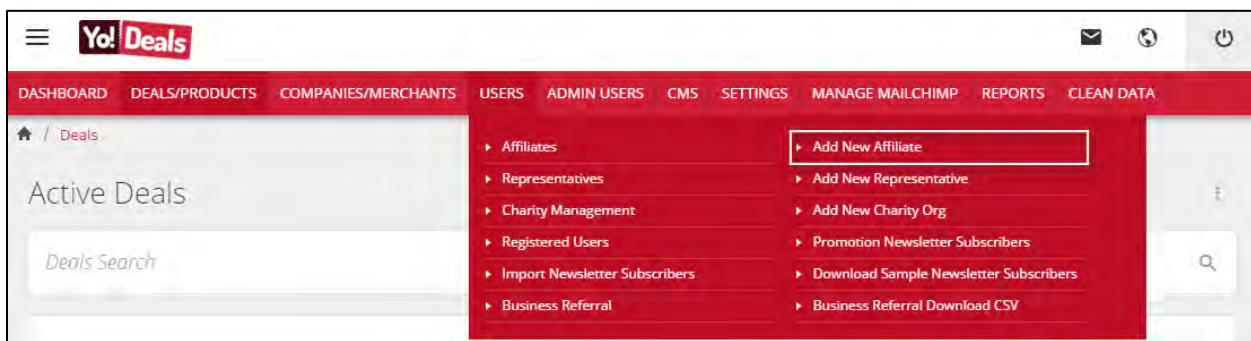 Yo! Deals
DASHBOARD DEALS/PRODUCTS COMPANIES/MERCHANTS USERS ADMIN USERS CMS SETTINGS MANAGE MAILCHIMP REPORTS CLEAN DATA
/ Deals
Active Deals
Deals Search
Affiliates
Representatives
Charity Management
Registered Users
Import Newsletter Subscribers
Business Referral
Add New Affiliate
Add New Representative
Add New Charity Org
Promotion Newsletter Subscribers
Download Sample Newsletter Subscribers
Business Referral Download CSV